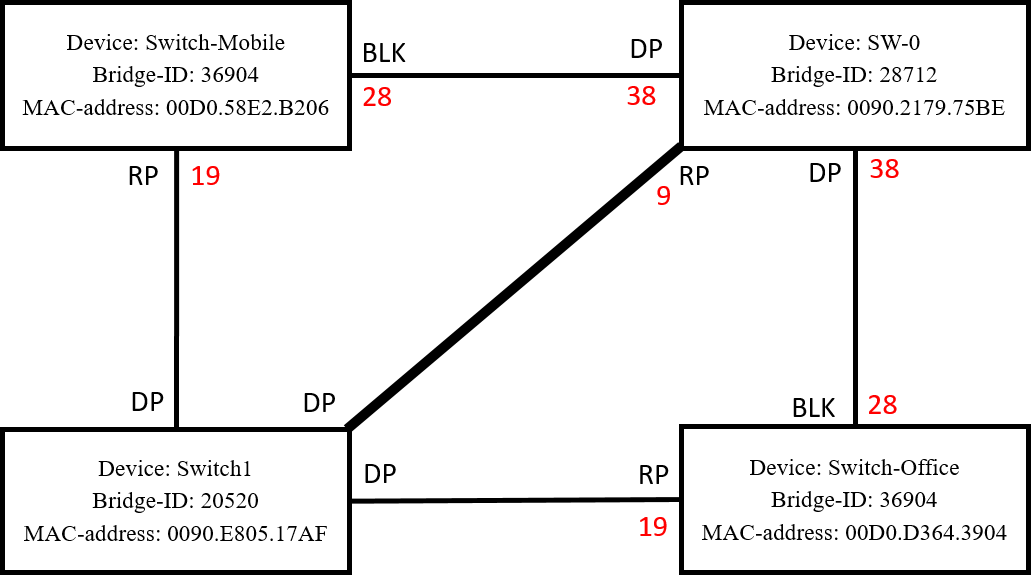 Device: Switch-Mobile
Bridge-ID: 36904
MAC-address: 00D0.58E2.B206
BLK
28
DP
38
Device: SW-0
Bridge-ID: 28712
MAC-address: 0090.2179.75BE
RP
19
9
RP
DP
38
DP
DP
BLK
28
Device: Switch1
Bridge-ID: 20520
MAC-address: 0090.E805.17AF
DP
RP
19
Device: Switch-Office
Bridge-ID: 36904
MAC-address: 00D0.D364.3904